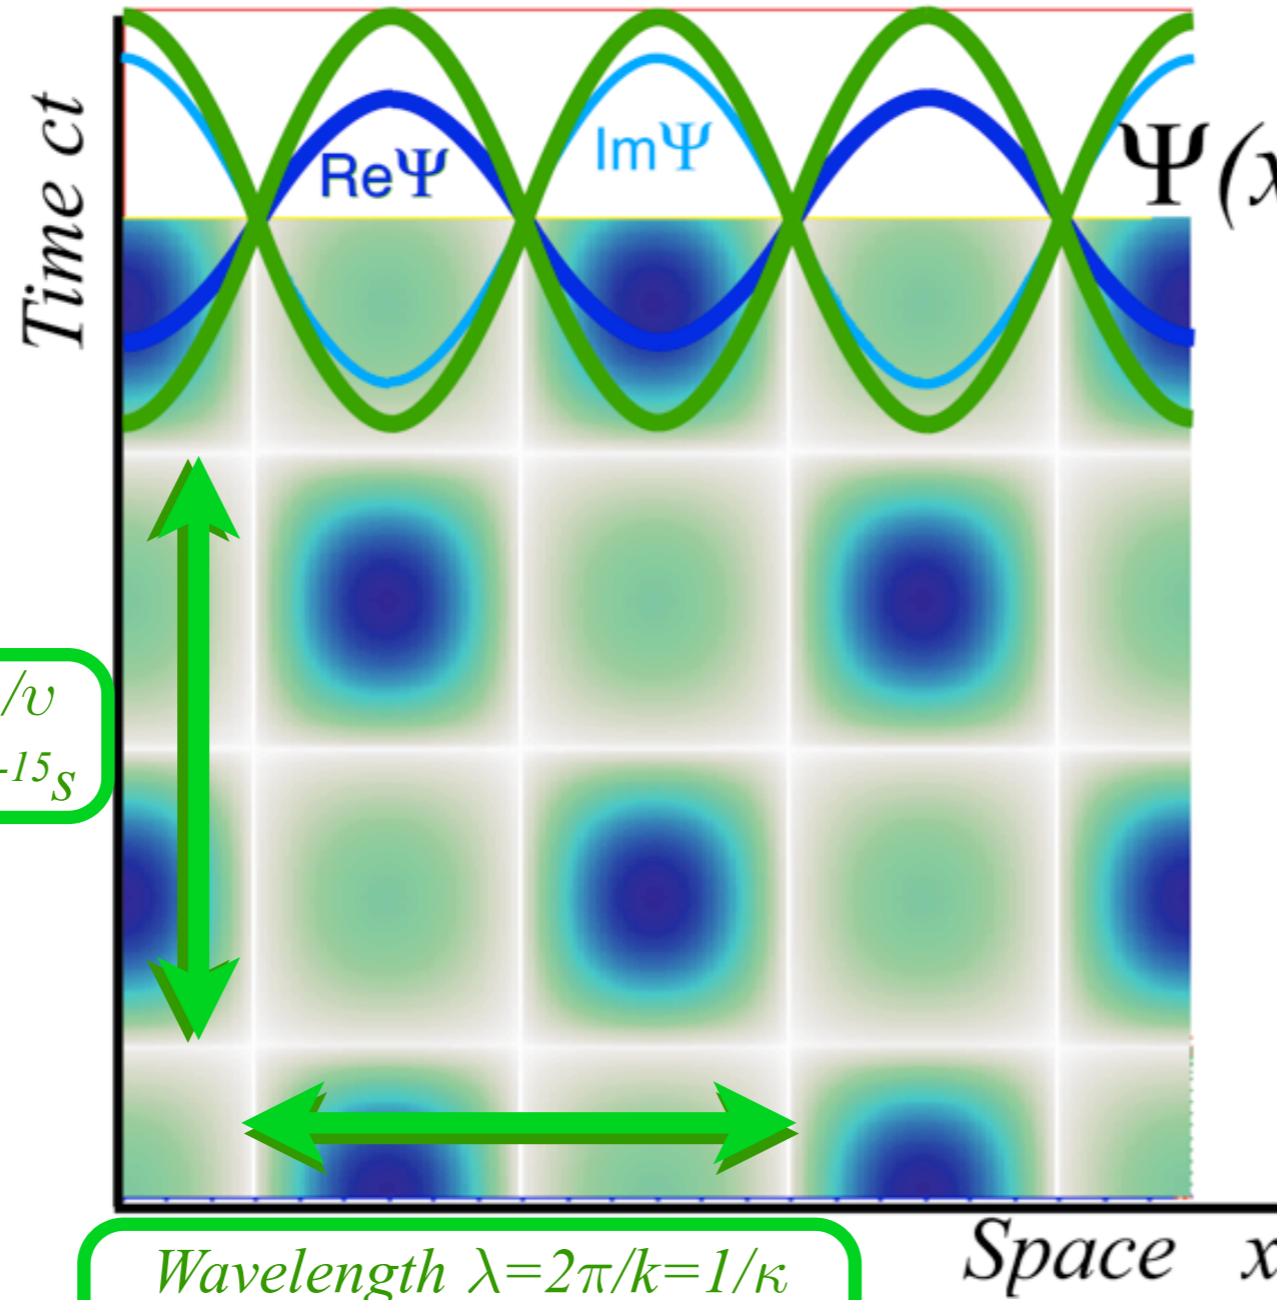 Time ct
ReΨ
ImΨ
Ψ(x
/υ
-15s
Wavelength λ=2π/k=1/κ
Space x